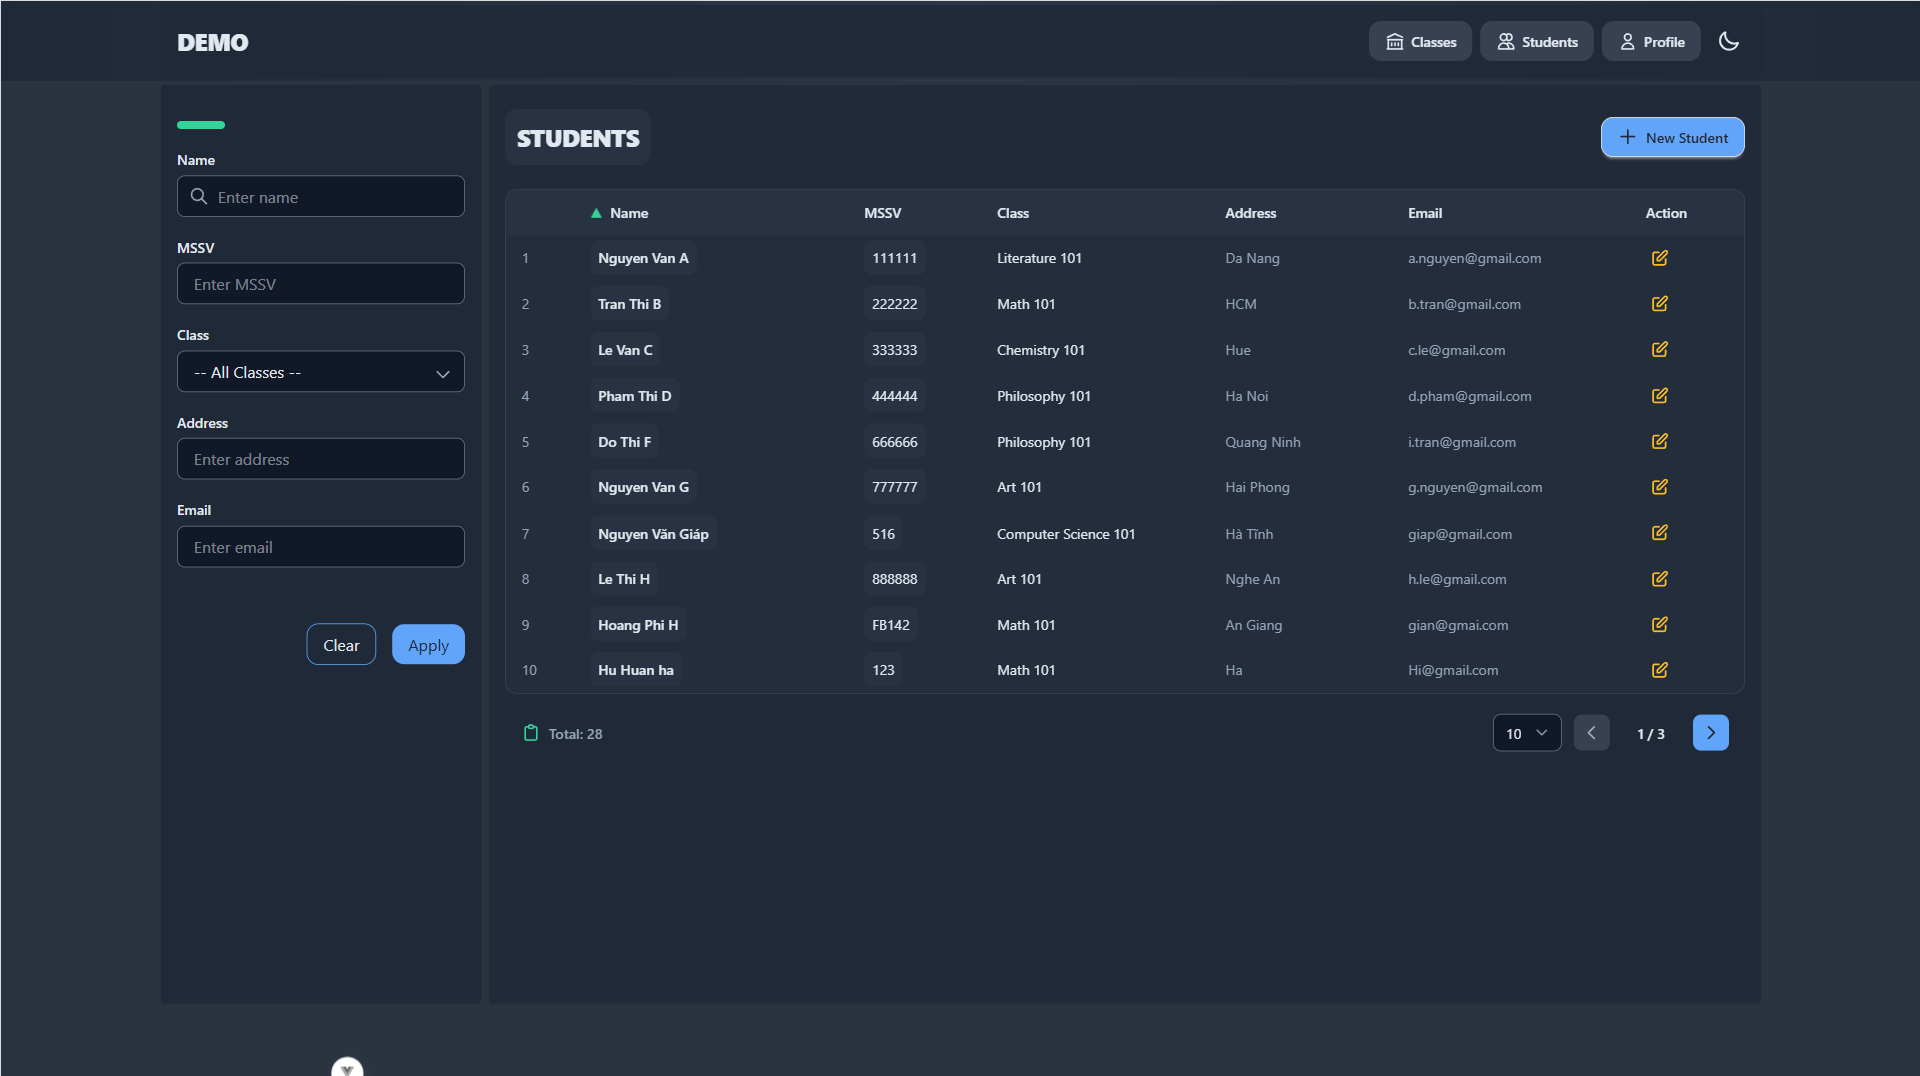 DEMO
Classes
Students
Profile
Name
Enter name
MSSV
Enter MSSV
Class
-- All Classes --
Address
Enter address
Email
Enter email
Clear
Apply
STUDENTS
New Student
Name MSSV Class Address Email Action
1 Nguyen Van A 111111 Literature 101 Da Nang a.nguyen@gmail.com
2 Tran Thi B 222222 Math 101 HCM b.tran@gmail.com
3 Le Van C 333333 Chemistry 101 Hue c.le@gmail.com
4 Pham Thi D 444444 Philosophy 101 Ha Noi d.pham@gmail.com
5 Do Thi F 666666 Philosophy 101 Quang Ninh i.tran@gmail.com
6 Nguyen Van G 777777 Art 101 Hai Phong g.nguyen@gmail.com
7 Nguyen Văn Giáp 516 Computer Science 101 Hà Tĩnh giap@gmail.com
8 Le Thi H 888888 Art 101 Nghe An h.le@gmail.com
9 Hoang Phi H FB142 Math 101 An Giang gian@gmai.com
10 Hu Huan ha 123 Math 101 Ha Hi@gmail.com
Total: 28
10
1 / 3